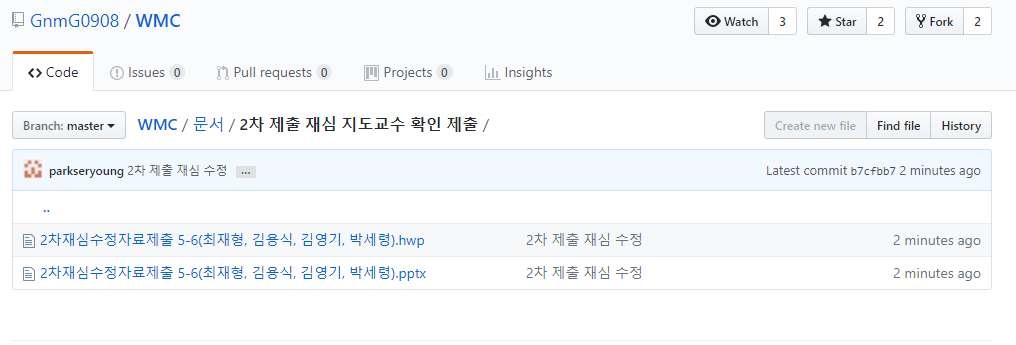 GnmG0908 / WMC
Watch 3 Star 2 Fork 2
Code Issues 0 Pull requests 0 Projects 0 Insights
Branch: master WMC / 문서 / 2차 제출 재심 지도교수 확인 제출 / Create new file Find file History
parkseryoung 2차 제출 재심 수정 ... Latest commit b7cfbb7 2 minutes ago
..
2차재심수정자료제출 5-6(최재형, 김용식, 김영기, 박세령).hwp 2차 제출 재심 수정 2 minutes ago
2차재심수정자료제출 5-6(최재형, 김용식, 김영기, 박세령).pptx 2차 제출 재심 수정 2 minutes ago